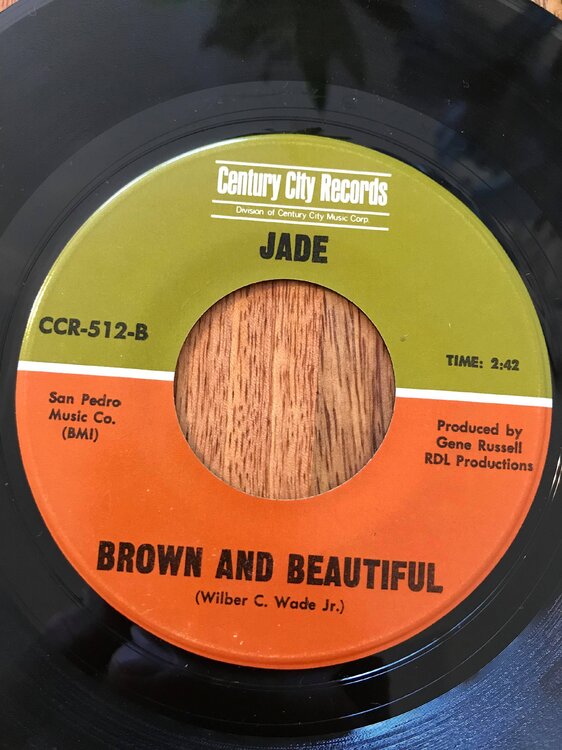 Century City Records
Division of Century City Music Corp.
JADE
CCR-512-B
TIME: 2:42
San Pedro
Music Co.
(BMI)
Produced by
Gene Russell
RDL Productions
BROWN AND BEAUTIFUL
(Wilber C. Wade Jr.)